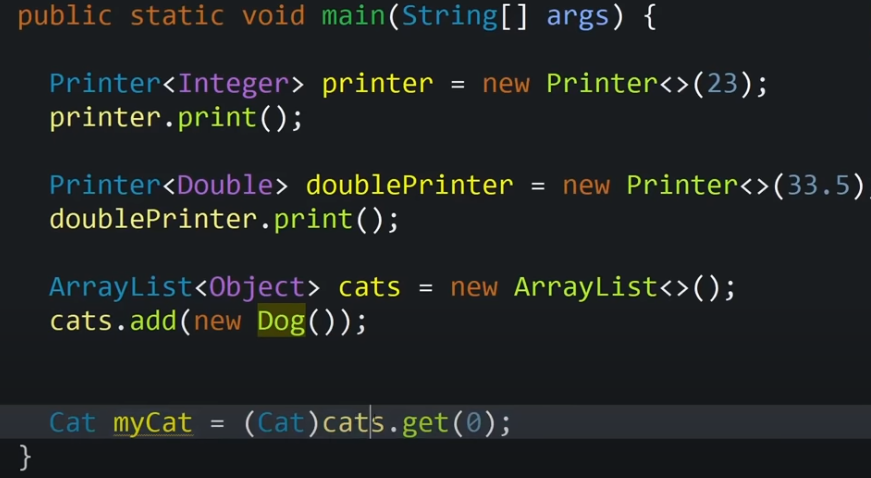 public static void main(String[] args) {
Printer<Integer> printer = new Printer<>(23);
printer.print();
Printer<Double> doublePrinter = new Printer<>(33.5);
doublePrinter.print();
ArrayList<Object> cats = new ArrayList<>();
cats.add(new Dog());
Cat myCat = (Cat)cats.get(0);
}